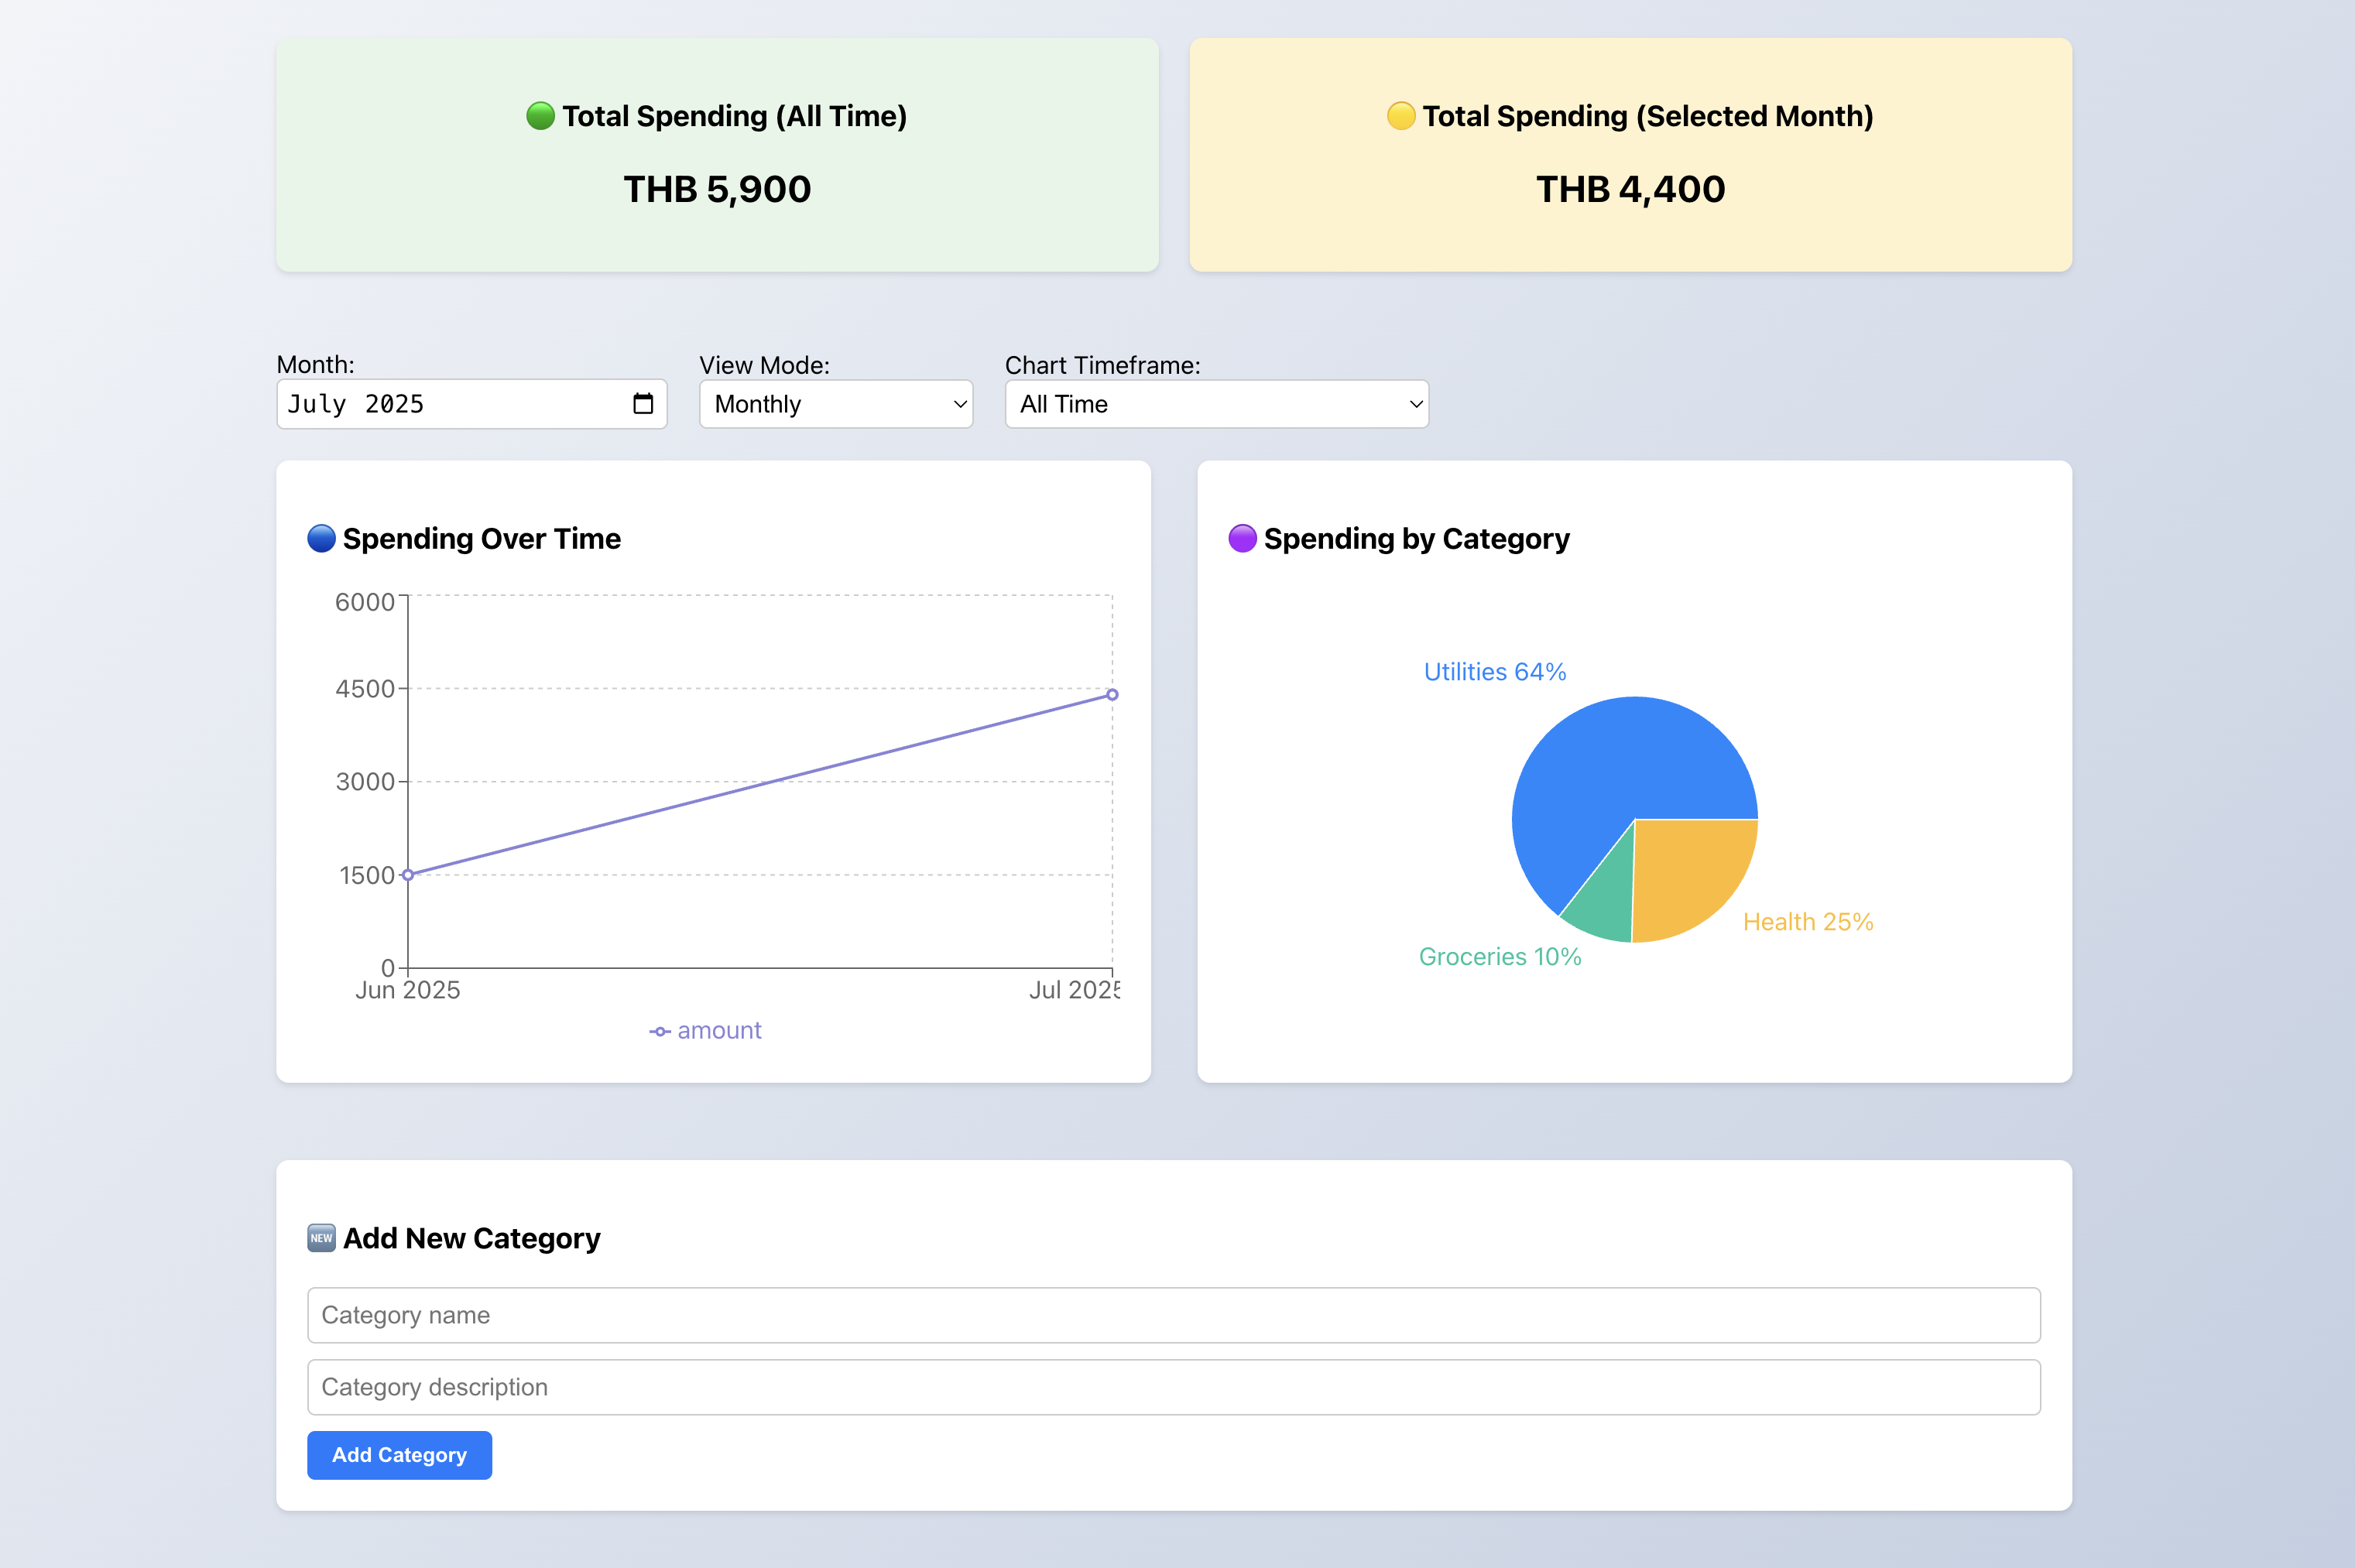 Total Spending (All Time)
THB 5,900
Total Spending (Selected Month)
THB 4,400
Month:
July 2025
View Mode:
Monthly
Chart Timeframe:
All Time
Spending Over Time
6000
4500
3000
1500
0
Jun 2025
Jul 2025
amount
Spending by Category
Utilities 64%
Health 25%
Groceries 10%
NEW Add New Category
Category name
Category description
Add Category